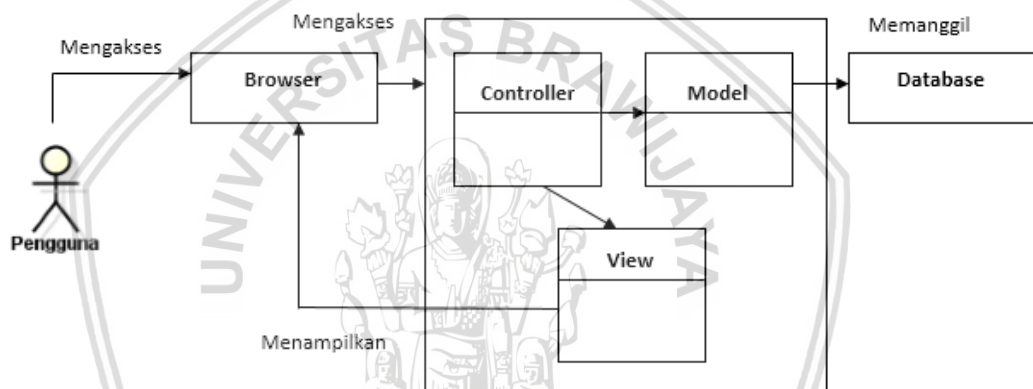 Mengakses
Mengakses
Memanggil
Browser
Controller
Model
Database
Pengguna
View
Menampilkan
UNIVERSITAS BRAWIJAYA